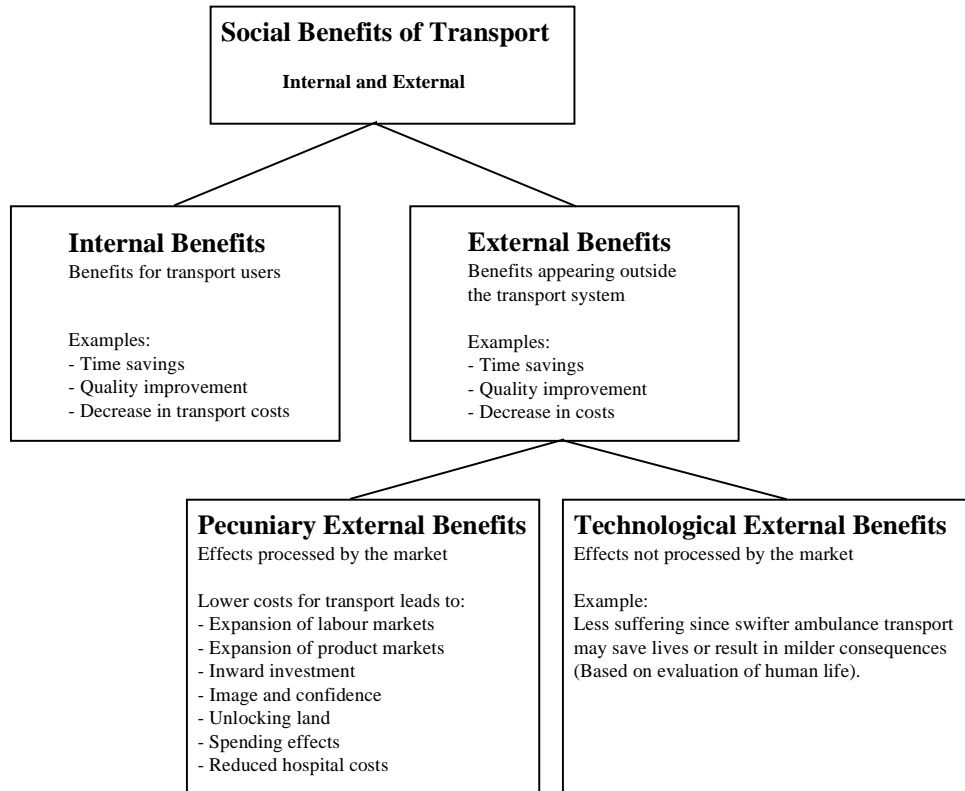 Social Benefits of Transport
Internal and External
Internal Benefits
Benefits for transport users
Examples:
- Time savings
- Quality improvement
- Decrease in transport costs
External Benefits
Benefits appearing outside
the transport system
Examples:
- Time savings
- Quality improvement
- Decrease in costs
Pecuniary External Benefits
Effects processed by the market
Lower costs for transport leads to:
- Expansion of labour markets
- Expansion of product markets
- Inward investment
- Image and confidence
- Unlocking land
- Spending effects
- Reduced hospital costs
Technological External Benefits
Effects not processed by the market
Example:
Less suffering since swifter ambulance transport
may save lives or result in milder consequences
(Based on evaluation of human life).